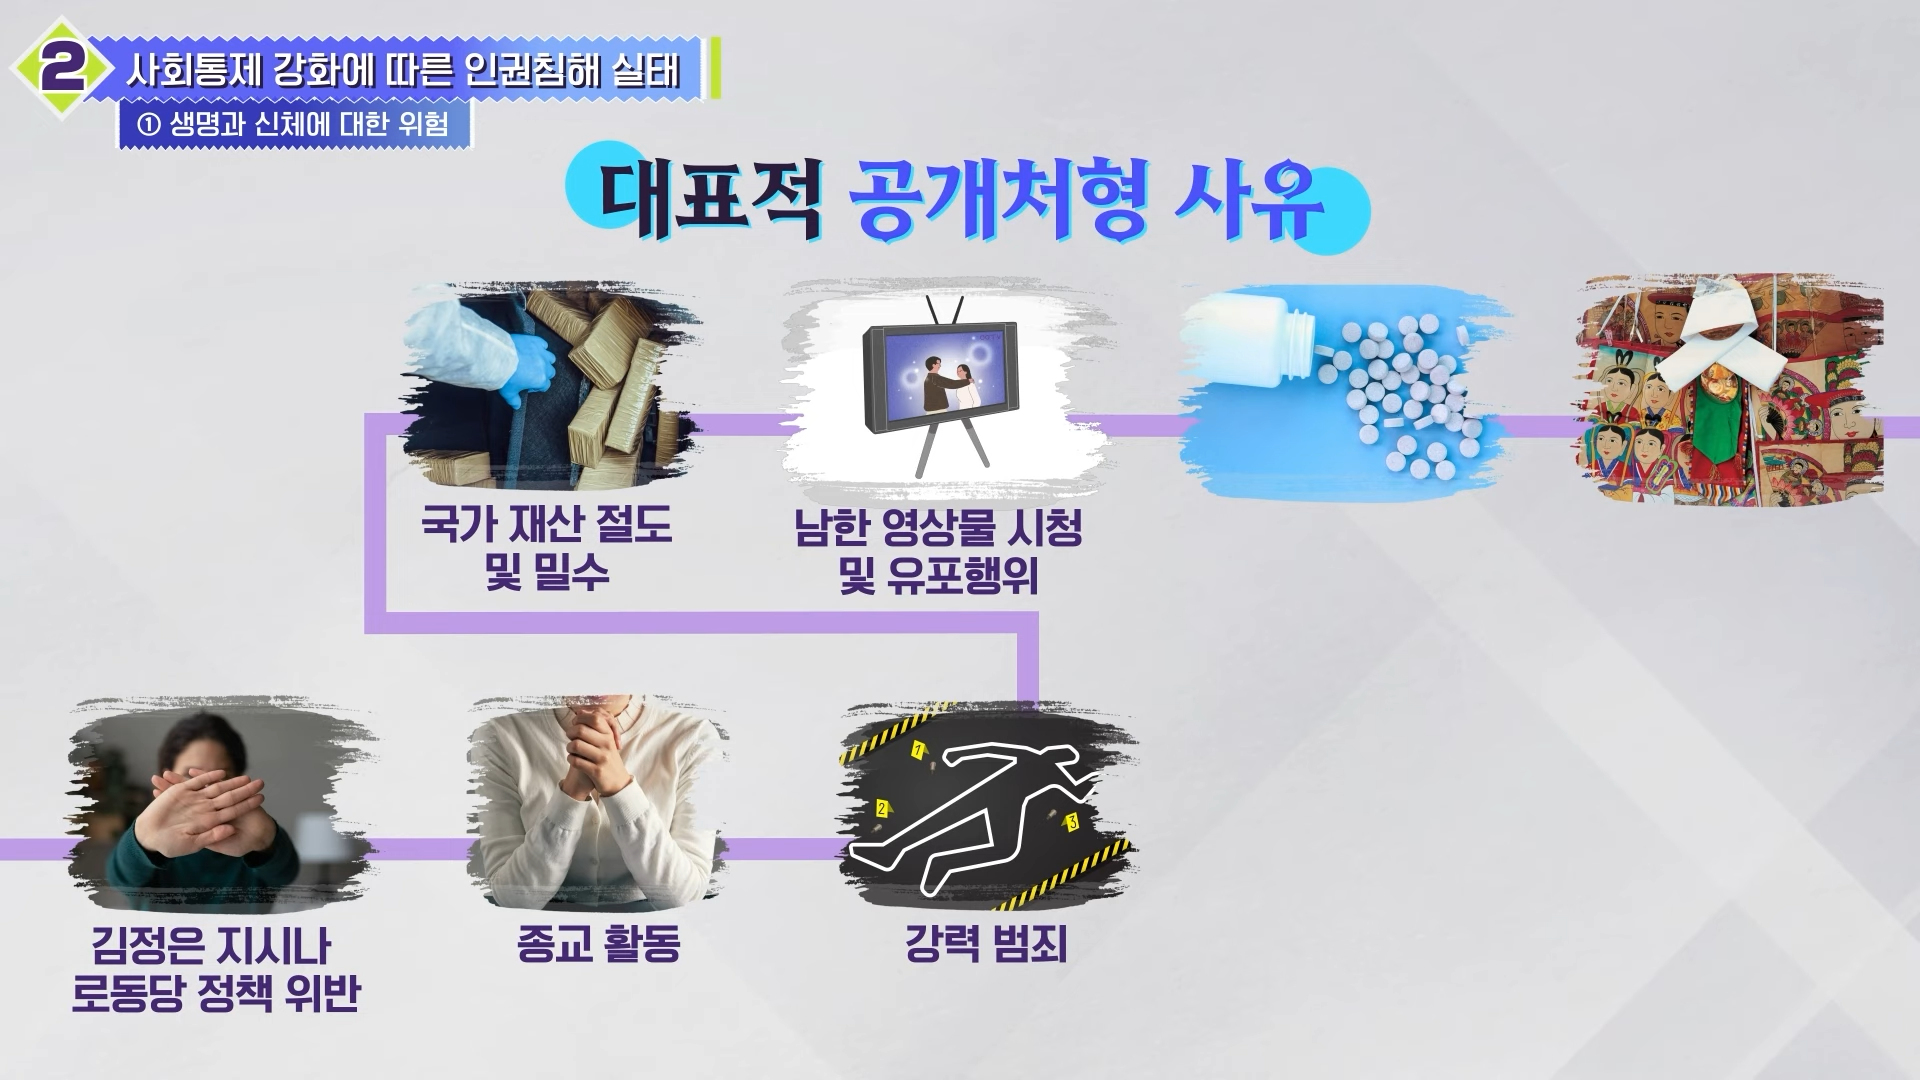 2
사회통제 강화에 따른 인권침해 실태
① 생명과 신체에 대한 위험
대표적 공개처형 사유
국가 재산 절도
및 밀수
남한 영상물 시청
및 유포행위
김정은 지시나
로동당 정책 위반
종교 활동
1
2
3
강력 범죄